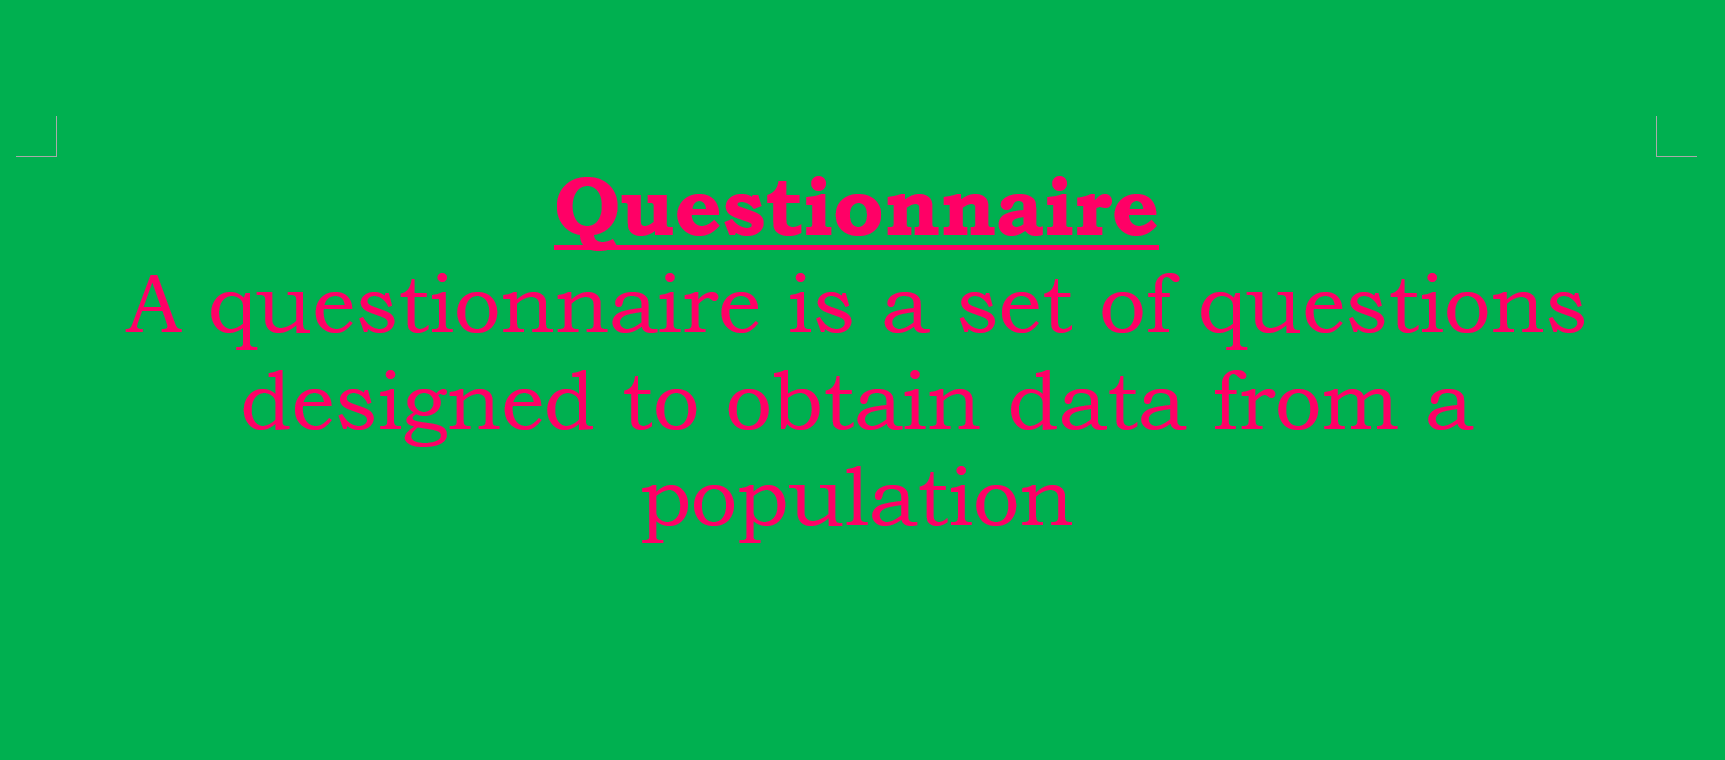 Questionnaire
A questionnaire is a set of questions
designed to obtain data from a
population